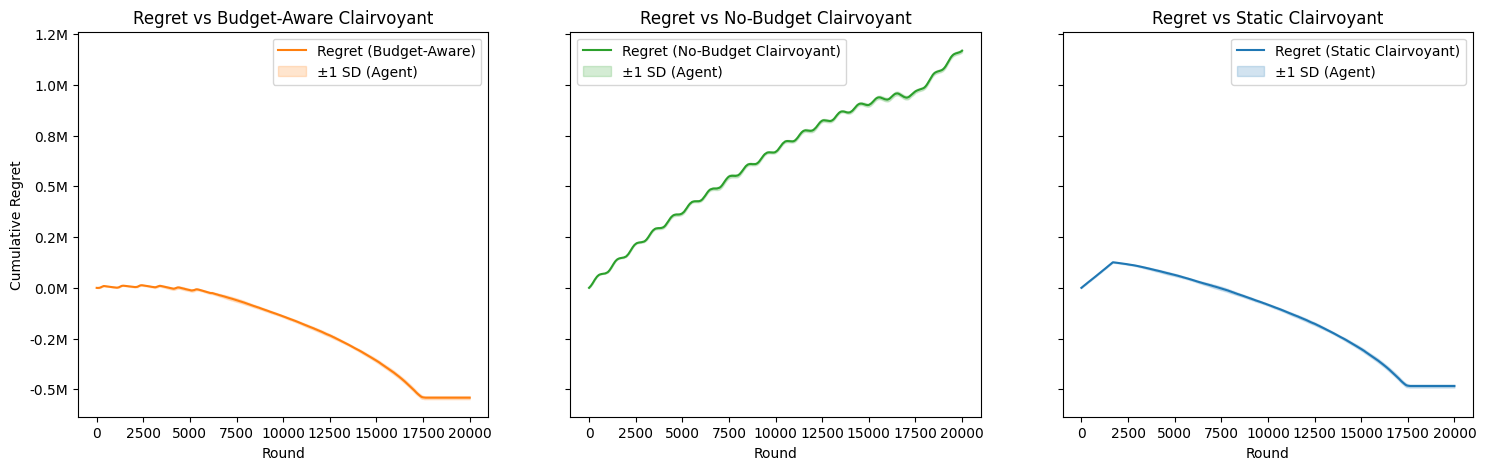 Regret vs Budget-Aware Clairvoyant
Regret (Budget-Aware)
±1 SD (Agent)
Cumulative Regret
1.2M
1.0M
0.8M
0.5M
0.2M
0.0M
-0.2M
-0.5M
0 2500 5000 7500 10000 12500 15000 17500 20000
Round
Regret vs No-Budget Clairvoyant
Regret (No-Budget Clairvoyant)
±1 SD (Agent)
0 2500 5000 7500 10000 12500 15000 17500 20000
Round
Regret vs Static Clairvoyant
Regret (Static Clairvoyant)
±1 SD (Agent)
0 2500 5000 7500 10000 12500 15000 17500 20000
Round